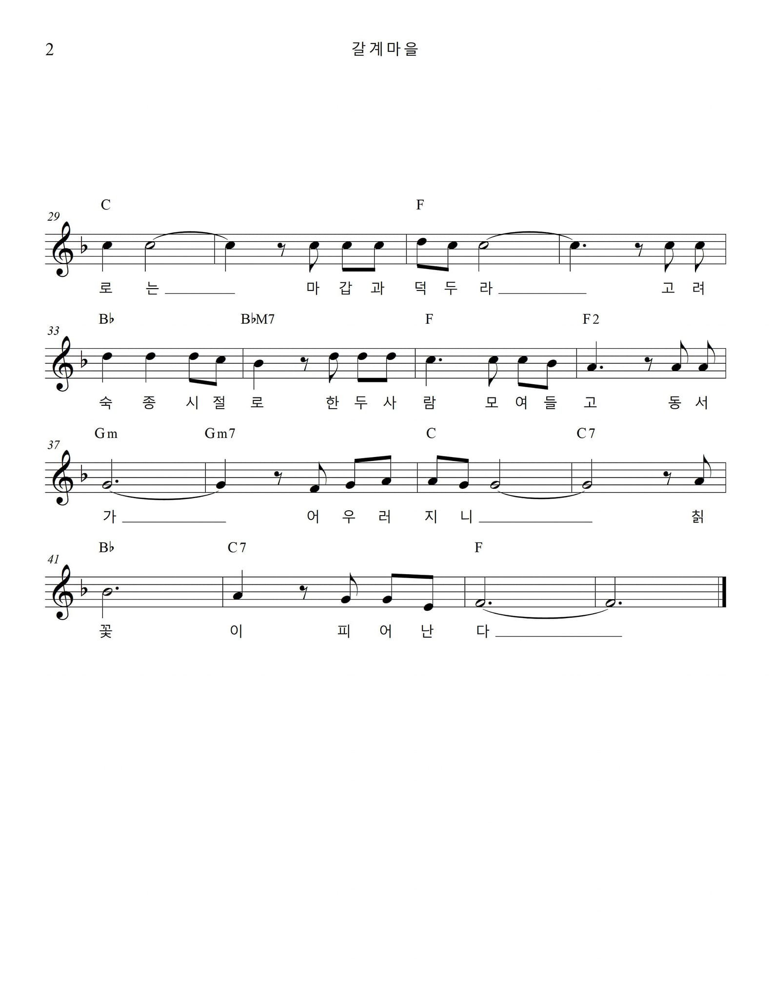 2
갈계마을
C F
29
로 는 마 갑 과 덕 두 라 고 려
B♭ B♭M7 F F2
33
숙 종 시 절 로 한 두 사 람 모 여 들 고 동 서
Gm Gm7 C C7
37
가 어 우 러 지 니 칡
B♭ C7 F
41
꽃 이 피 어 난 다